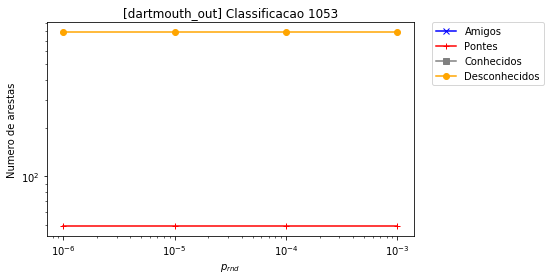 [dartmouth_out] Classificacao 1053
Numero de arestas
10²
10⁻⁶
10⁻⁵
10⁻⁴
10⁻³
p_rnd
Amigos
Pontes
Conhecidos
Desconhecidos